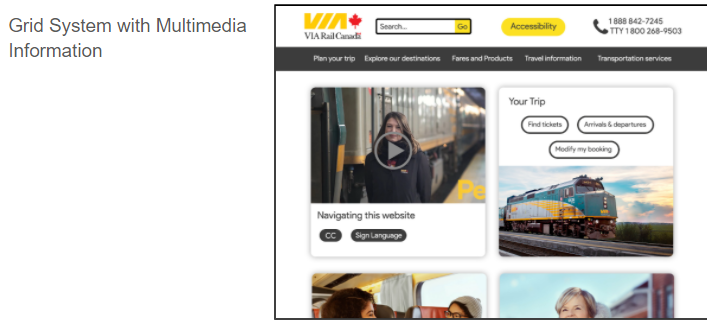 Grid System with Multimedia
Information
VIA
VIA Rail Canada
Search...
Go
Accessibility
1 888 842-7245
TTY 1 800 268-9503
Plan your trip
Explore our destinations
Fares and Products
Travel information
Transportation services
Pe
Navigating this website
CC
Sign Language
Your Trip
Find tickets
Arrivals & departures
Modify my booking